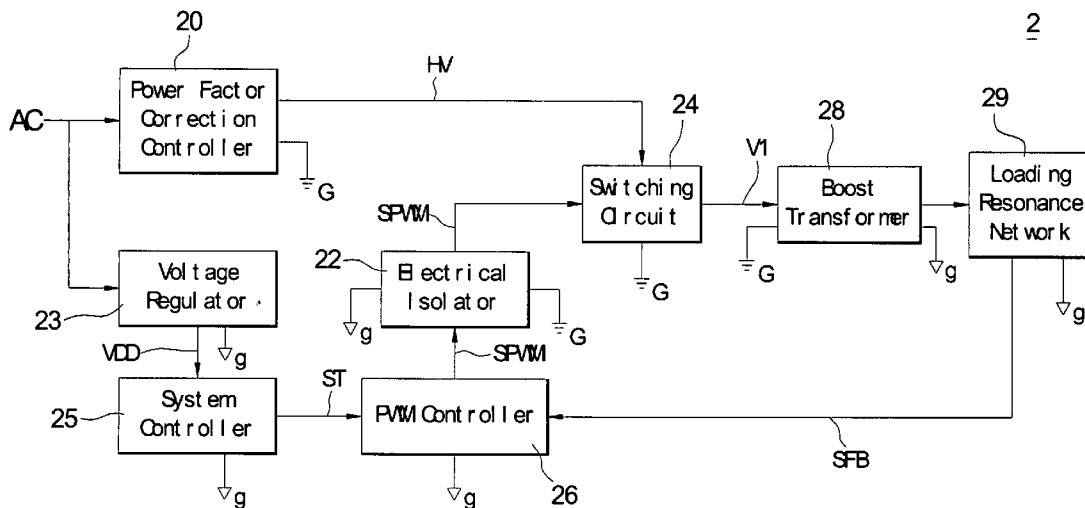 2
20
Power Factor
Correction
Controller
HV
AC
G
24
Switching
Circuit
V1
28
Boost
Transformer
29
Loading
Resonance
Network
SPWM
22
Electrical
Isolator
G
g
G
G
g
g
Voltage
Regulator
23
VDD
g
SPWM
25
System
Controller
ST
PWM Controller
26
SFB
g
g